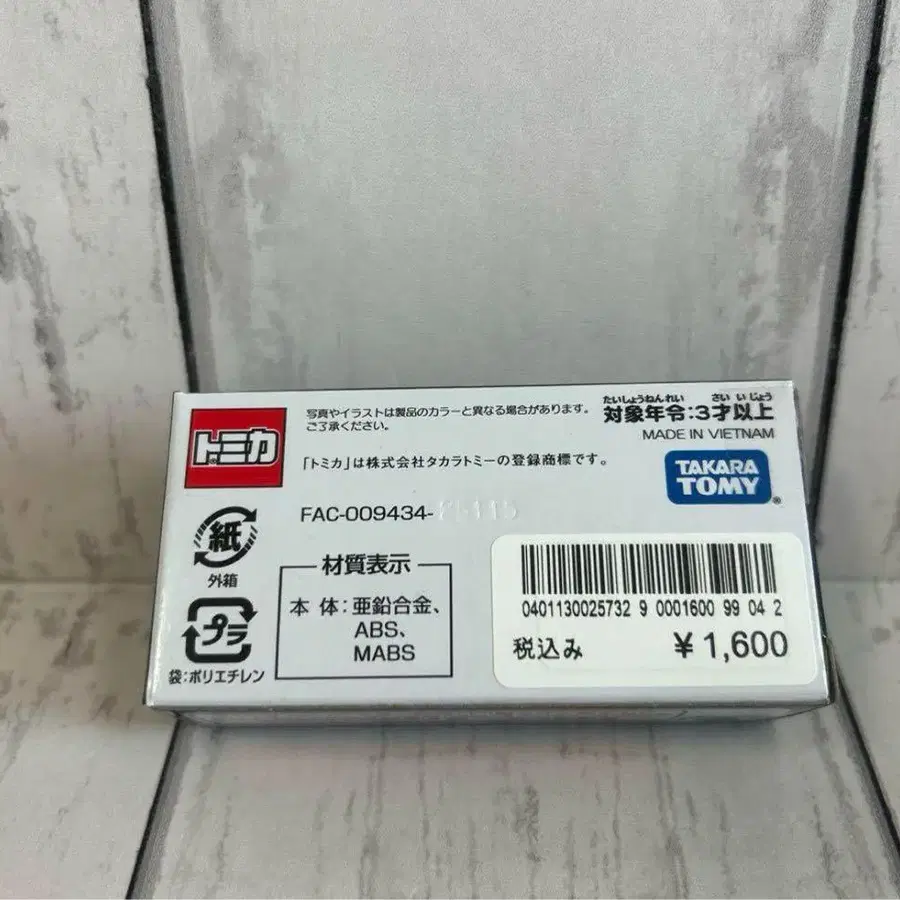 トミカ
写真やイラストは製品のカラーと異なる場合があります。
ご了承ください。
「トミカ」は株式会社タカラトミーの登録商標です。
たいしょうねんれい さい いじょう
対象年令:3才以上
MADE IN VIETNAM
TAKARA
TOMY
®
FAC-009434-
紙
外箱
プラ
袋:ポリエチレン
材質表示
本 体:亜鉛合金、
ABS、
MABS
0401130025732 9 0001600 99 04 2
税込み ¥1,600